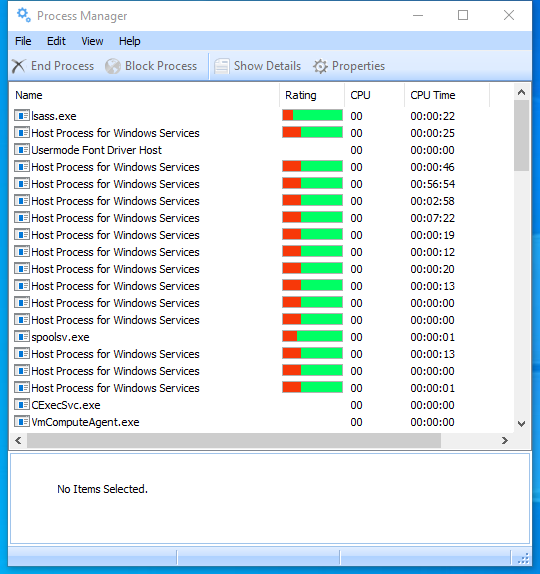 Process Manager
File Edit View Help
End Process Block Process Show Details Properties
Name Rating CPU CPU Time
lsass.exe 00 00:00:22
Host Process for Windows Services 00 00:00:25
Usermode Font Driver Host 00 00:00:00
Host Process for Windows Services 00 00:00:46
Host Process for Windows Services 00 00:56:54
Host Process for Windows Services 00 00:02:58
Host Process for Windows Services 00 00:07:22
Host Process for Windows Services 00 00:00:19
Host Process for Windows Services 00 00:00:12
Host Process for Windows Services 00 00:00:20
Host Process for Windows Services 00 00:00:13
Host Process for Windows Services 00 00:00:00
Host Process for Windows Services 00 00:00:00
spoolsv.exe 00 00:00:01
Host Process for Windows Services 00 00:00:13
Host Process for Windows Services 00 00:00:00
Host Process for Windows Services 00 00:00:01
CExecSvc.exe 00 00:00:00
VmComputeAgent.exe 00 00:00:00
No Items Selected.